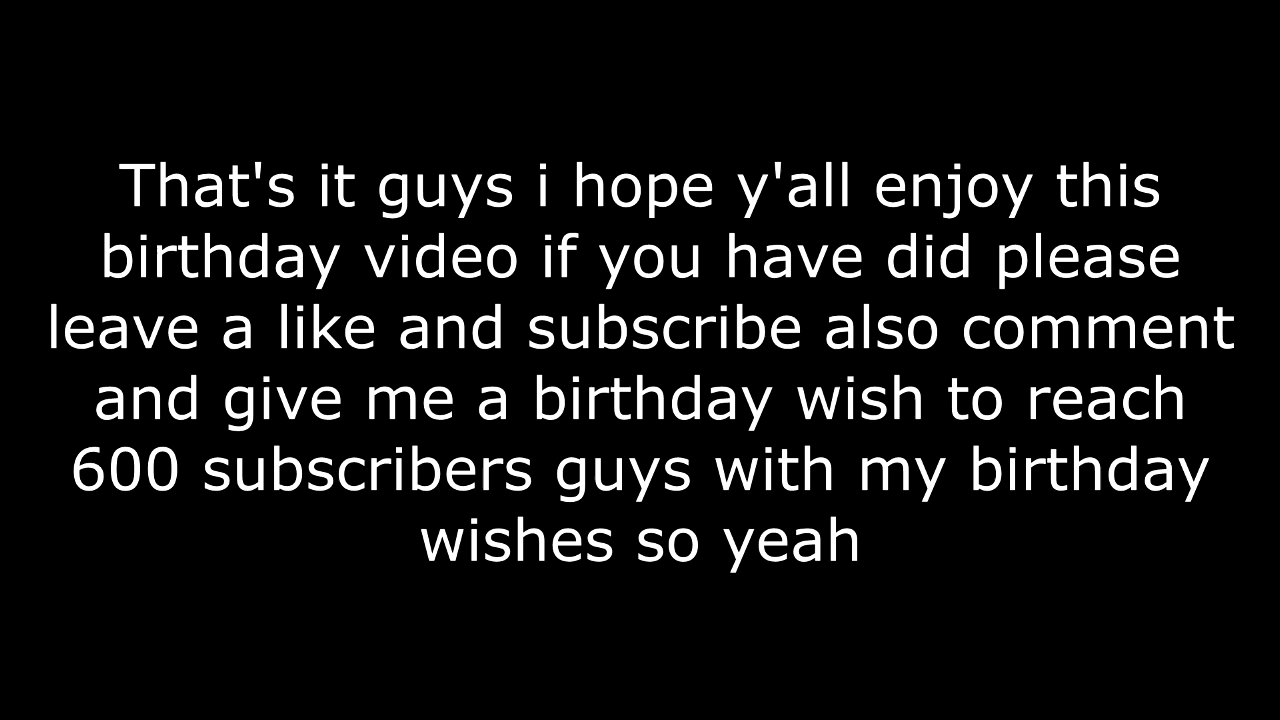 That's it guys i hope y'all enjoy this
birthday video if you have did please
leave a like and subscribe also comment
and give me a birthday wish to reach
600 subscribers guys with my birthday
wishes so yeah